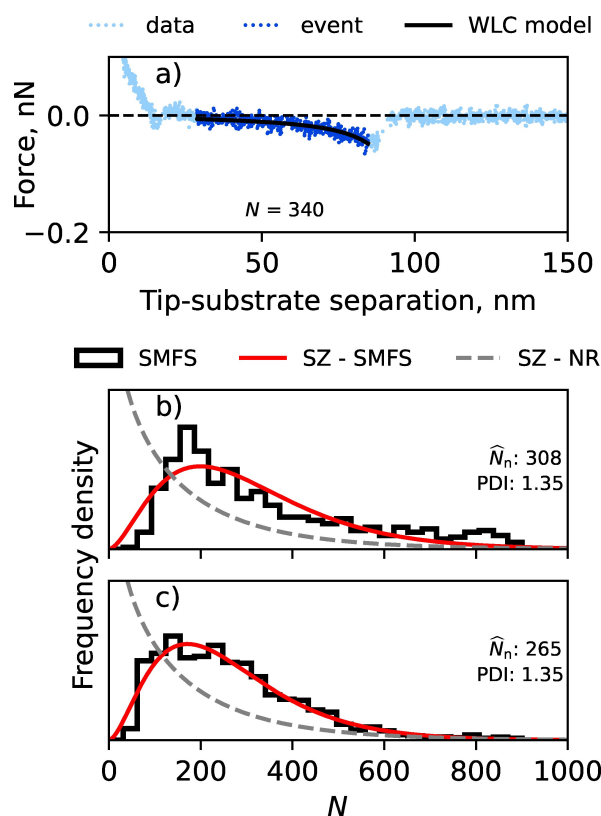 data event WLC model
a)
0.0
−0.2
Force, nN
N = 340
0 50 100 150
Tip-substrate separation, nm
SMFS SZ - SMFS SZ - NR
b)
N̂n: 308
PDI: 1.35
Frequency density
c)
N̂n: 265
PDI: 1.35
0 200 400 600 800 1000
N